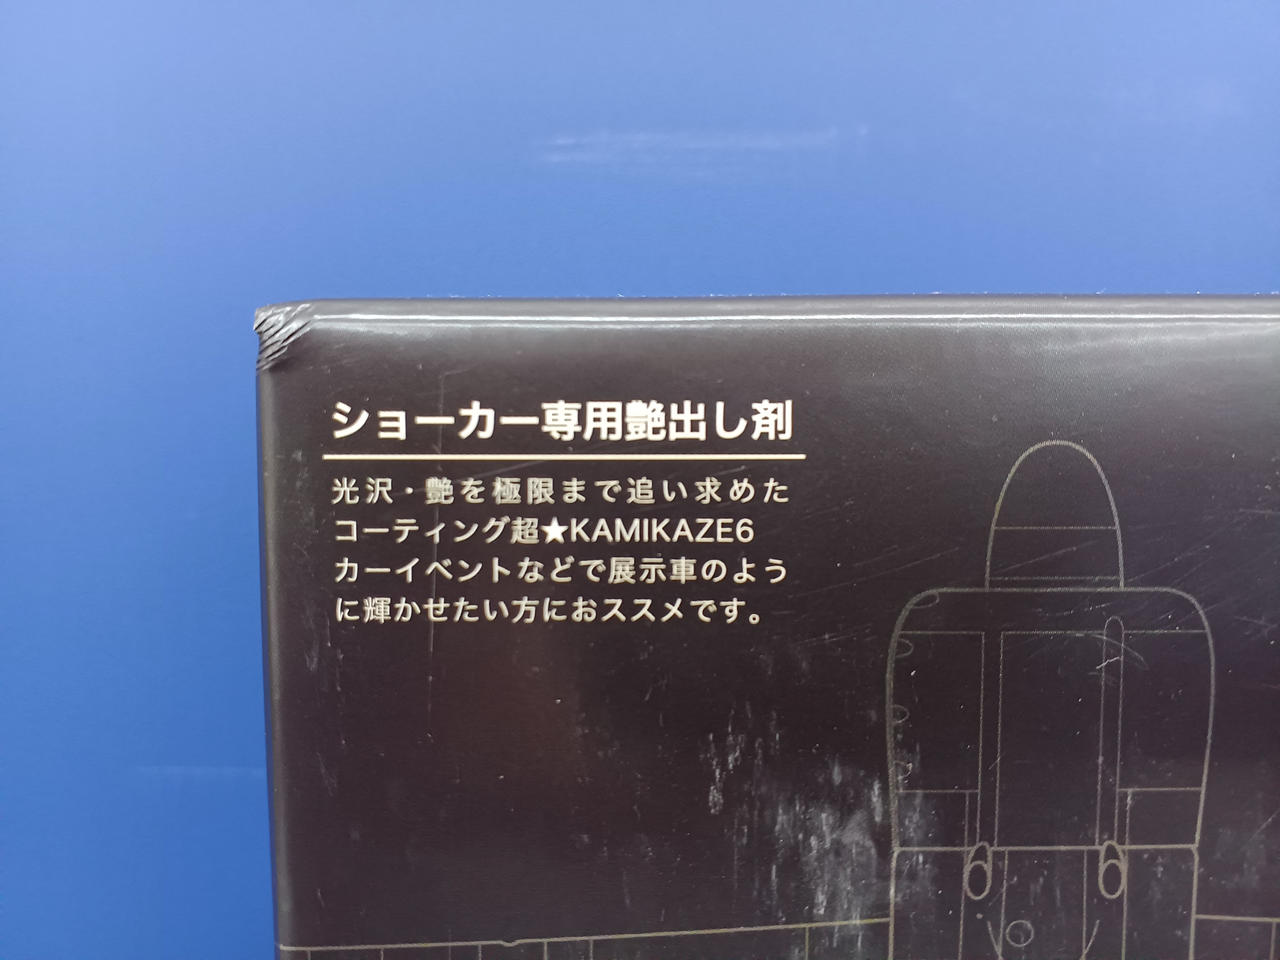 ショーカー専用艶出し剤
光沢・艶を極限まで追い求めた
コーティング超★KAMIKAZE6
カーイベントなどで展示車のよう
に輝かせたい方におススメです。